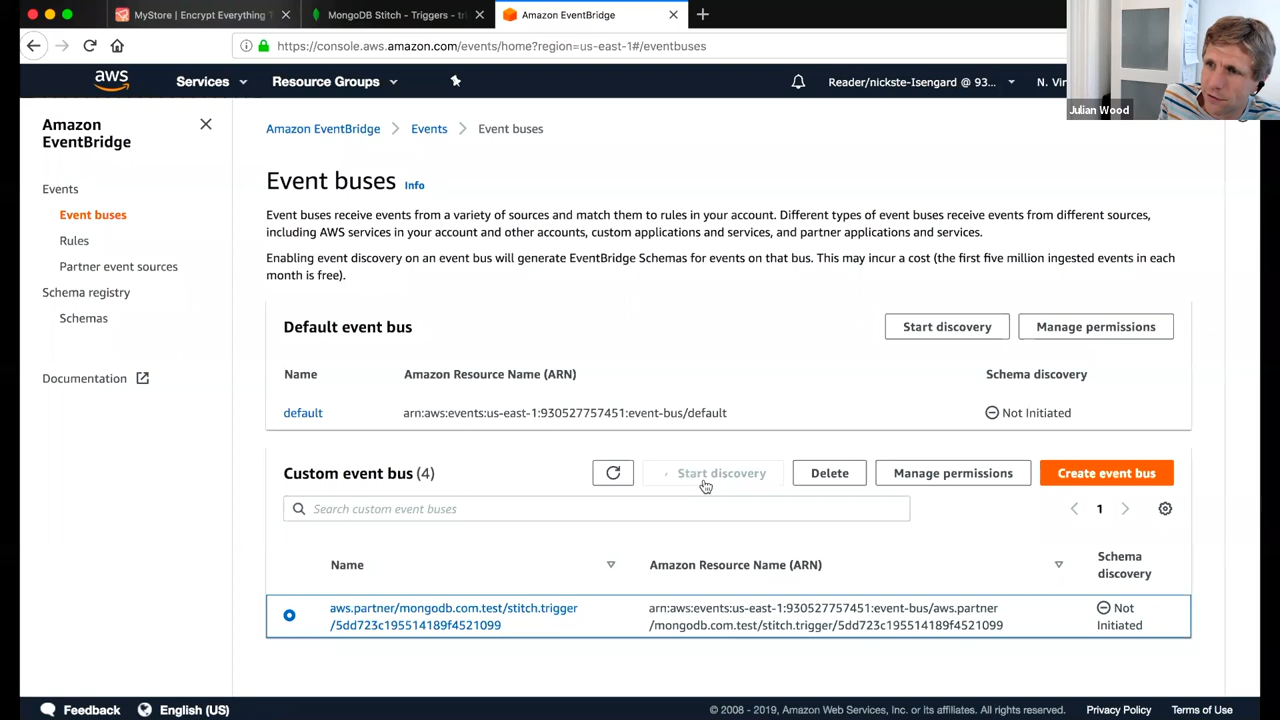 MyStore | Encrypt Everything T
MongoDB Stitch - Triggers - tri
Amazon EventBridge
https://console.aws.amazon.com/events/home?region=us-east-1#/eventbuses
aws
Services
Resource Groups
Reader/nickste-Isengard @ 93...
N. Vir
Julian Wood
Amazon EventBridge
Events
Event buses
Rules
Partner event sources
Schema registry
Schemas
Documentation
Amazon EventBridge
Events
Event buses
Event buses Info
Event buses receive events from a variety of sources and match them to rules in your account. Different types of event buses receive events from different sources,
including AWS services in your account and other accounts, custom applications and services, and partner applications and services.
Enabling event discovery on an event bus will generate EventBridge Schemas for events on that bus. This may incur a cost (the first five million ingested events in each
month is free).
Default event bus
Start discovery
Manage permissions
Name
Amazon Resource Name (ARN)
Schema discovery
default
arn:aws:events:us-east-1:930527757451:event-bus/default
Not Initiated
Custom event bus (4)
Start discovery
Delete
Manage permissions
Create event bus
Search custom event buses
1
Name
Amazon Resource Name (ARN)
Schema
discovery
aws.partner/mongodb.com.test/stitch.trigger
/5dd723c195514189f4521099
arn:aws:events:us-east-1:930527757451:event-bus/aws.partner
/mongodb.com.test/stitch.trigger/5dd723c195514189f4521099
Not
Initiated
Feedback
English (US)
© 2008 - 2019, Amazon Web Services, Inc. or its affiliates. All rights reserved.
Privacy Policy
Terms of Use